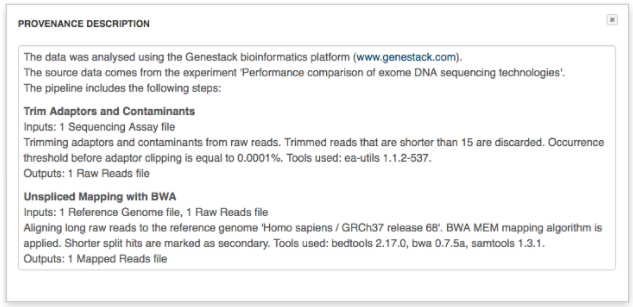 PROVENANCE DESCRIPTION
The data was analysed using the Genestack bioinformatics platform (www.genestack.com).
The source data comes from the experiment 'Performance comparison of exome DNA sequencing technologies'.
The pipeline includes the following steps:
Trim Adaptors and Contaminants
Inputs: 1 Sequencing Assay file
Trimming adaptors and contaminants from raw reads. Trimmed reads that are shorter than 15 are discarded. Occurrence
threshold before adaptor clipping is equal to 0.0001%. Tools used: ea-utils 1.1.2-537.
Outputs: 1 Raw Reads file
Unspliced Mapping with BWA
Inputs: 1 Reference Genome file, 1 Raw Reads file
Aligning long raw reads to the reference genome 'Homo sapiens / GRCh37 release 68'. BWA MEM mapping algorithm is
applied. Shorter split hits are marked as secondary. Tools used: bedtools 2.17.0, bwa 0.7.5a, samtools 1.3.1.
Outputs: 1 Mapped Reads file